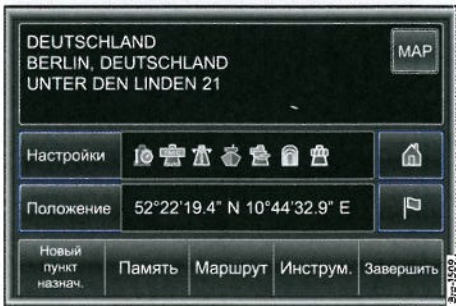 DEUTSCHLAND
BERLIN, DEUTSCHLAND
UNTER DEN LINDEN 21
MAP
Настройки
Положение 52°22'19.4" N 10°44'32.9" E
Новый
пункт
назнач.
Память
Маршрут
Инструм.
Завершить